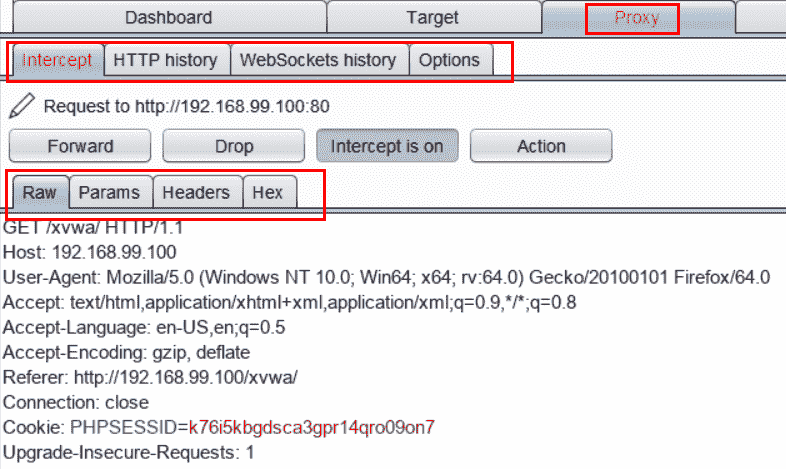 Dashboard Target Proxy
Intercept HTTP history WebSockets history Options
Request to http://192.168.99.100:80
Forward Drop Intercept is on Action
Raw Params Headers Hex
GET /xvwa/ HTTP/1.1
Host: 192.168.99.100
User-Agent: Mozilla/5.0 (Windows NT 10.0; Win64; x64; rv:64.0) Gecko/20100101 Firefox/64.0
Accept: text/html,application/xhtml+xml,application/xml;q=0.9,*/*;q=0.8
Accept-Language: en-US,en;q=0.5
Accept-Encoding: gzip, deflate
Referer: http://192.168.99.100/xvwa/
Connection: close
Cookie: PHPSESSID=k76i5kbgdsca3gpr14qro09on7
Upgrade-Insecure-Requests: 1